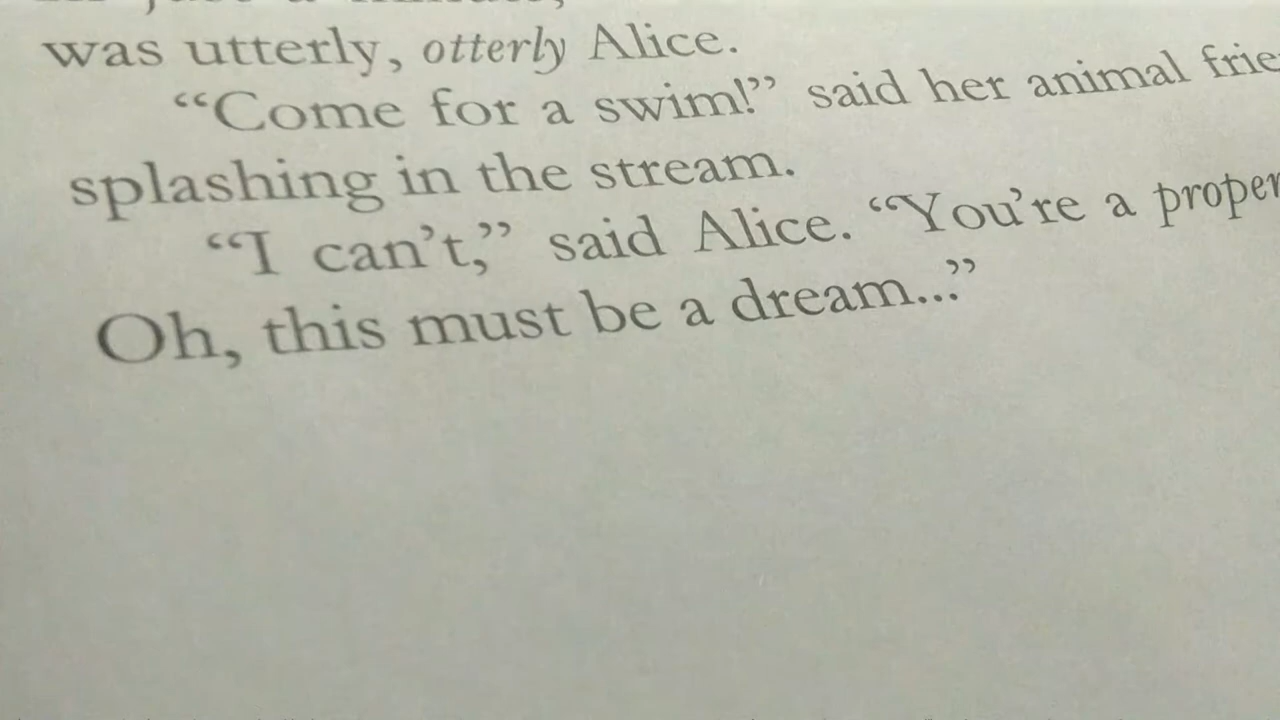 was utterly, otterly Alice.
“Come for a swim!” said her animal frie
splashing in the stream.
“I can’t,” said Alice. “You’re a proper
Oh, this must be a dream...”